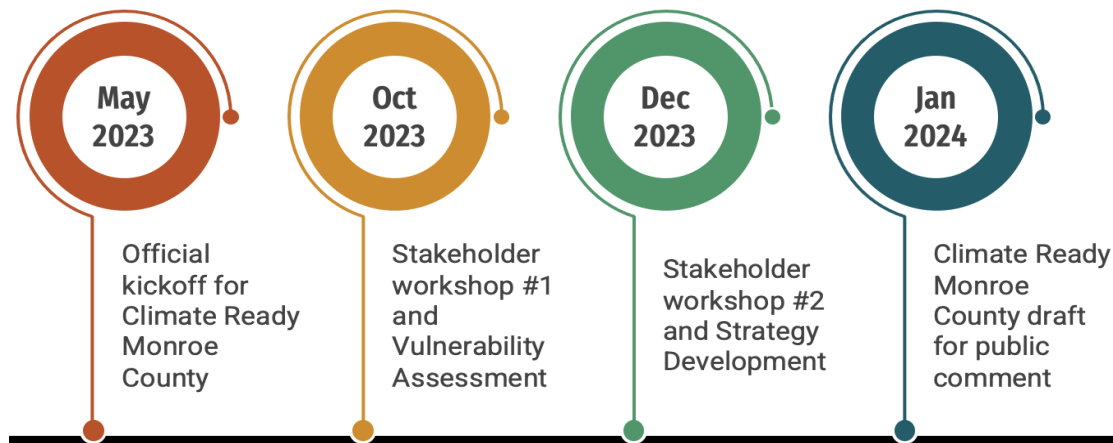 May
2023
Official
kickoff for
Climate Ready
Monroe
County
Oct
2023
Stakeholder
workshop #1
and
Vulnerability
Assessment
Dec
2023
Stakeholder
workshop #2
and Strategy
Development
Jan
2024
Climate Ready
Monroe
County draft
for public
comment